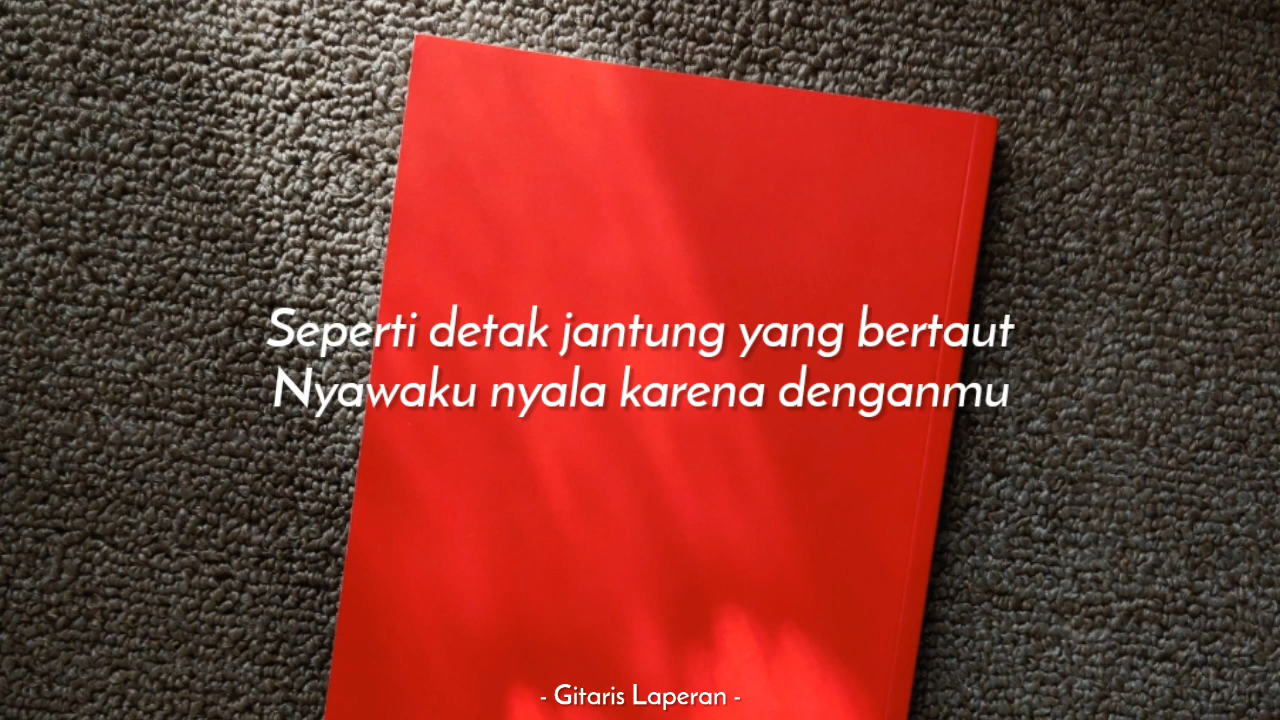 Seperti detak jantung yang bertaut
Nyawaku nyala karena denganmu
- Gitaris Laperan -